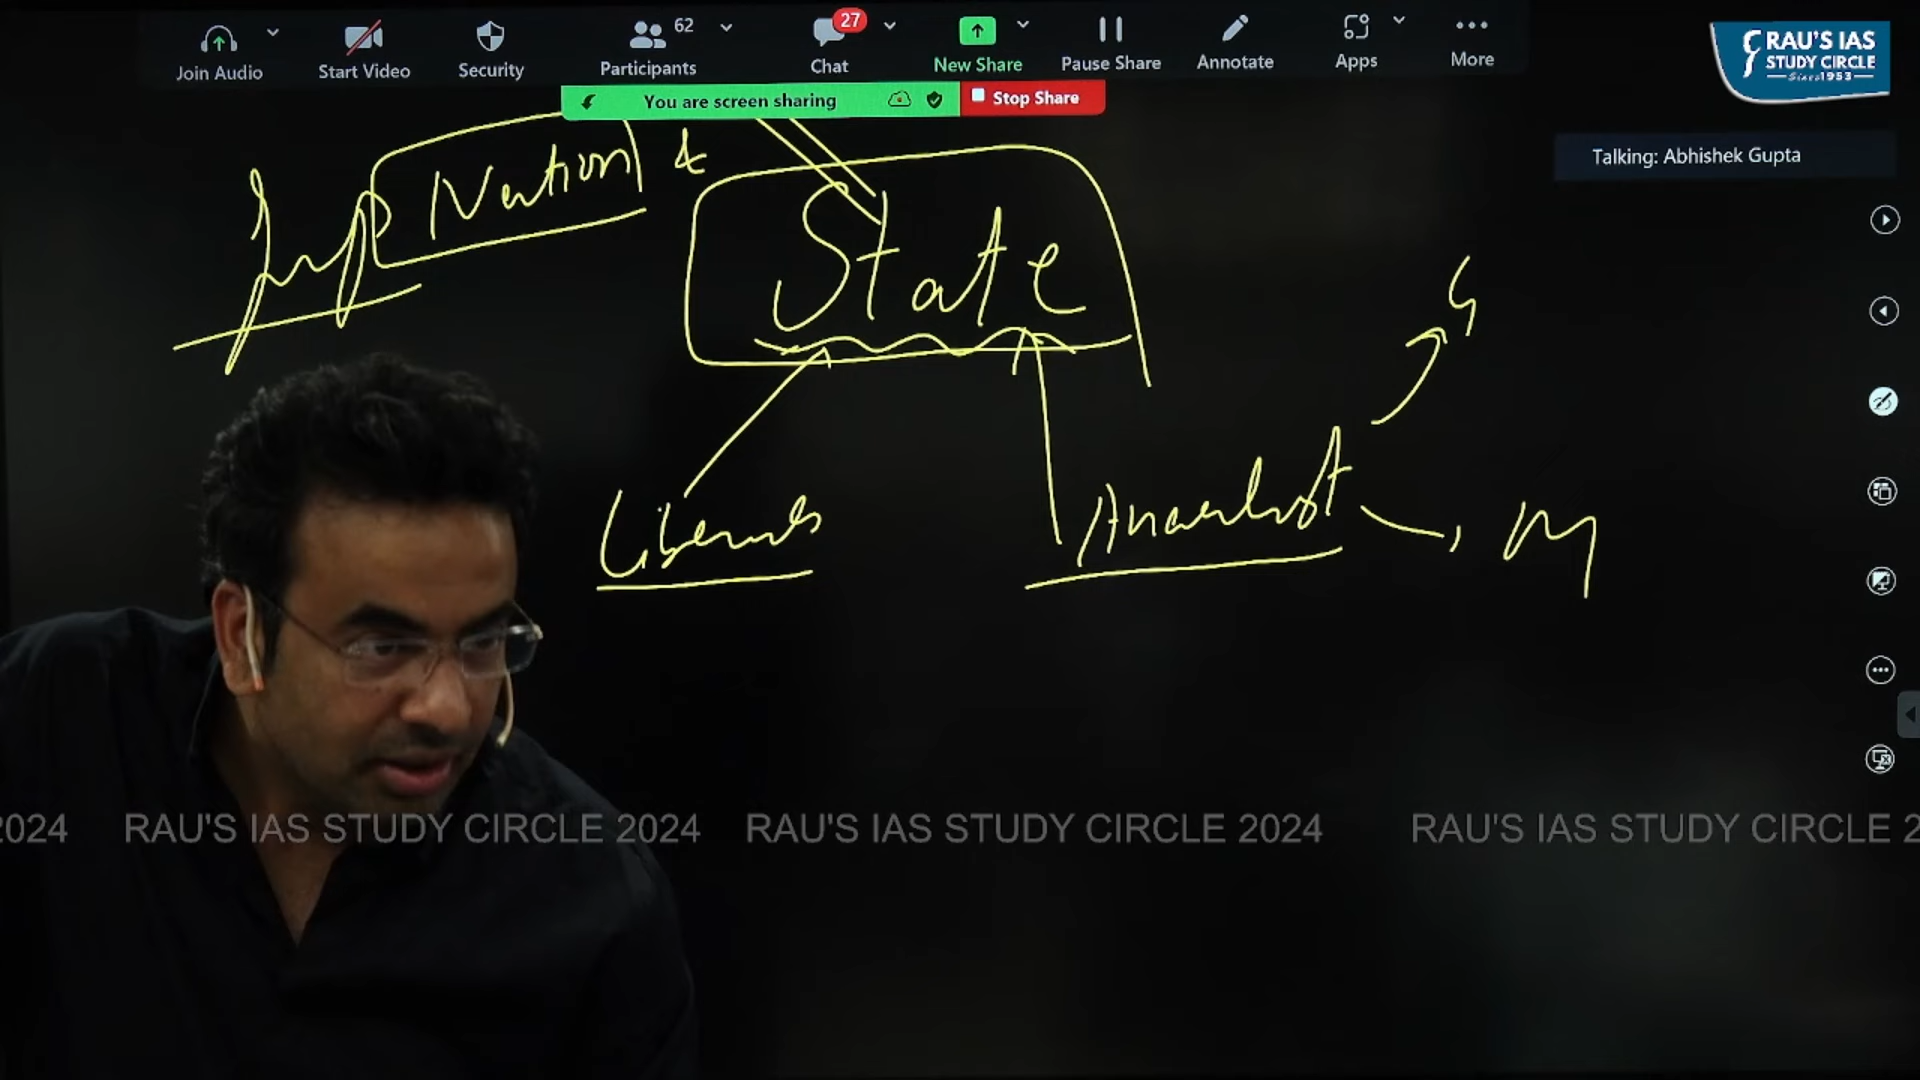 Join Audio
Start Video
Security
Participants 62
Chat 27
New Share
Pause Share
Annotate
Apps
More
RAU'S IAS
STUDY CIRCLE
Since 1953
You are screen sharing
Stop Share
Talking: Abhishek Gupta
Imp Nation &
State
G
Liberals
Anarchist
M
2024 RAU'S IAS STUDY CIRCLE 2024 RAU'S IAS STUDY CIRCLE 2024 RAU'S IAS STUDY CIRCLE 2